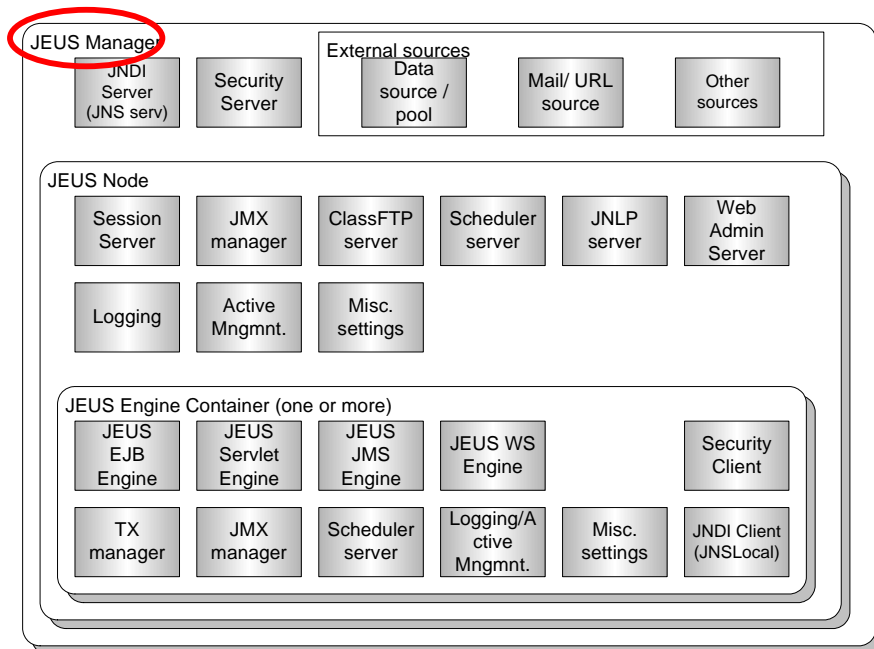 JEUS Manager
JNDI
Server
(JNS serv)
Security
Server
External sources
Data
source /
pool
Mail/ URL
source
Other
sources
JEUS Node
Session
Server
JMX
manager
ClassFTP
server
Scheduler
server
JNLP
server
Web
Admin
Server
Logging
Active
Mngmnt.
Misc.
settings
JEUS Engine Container (one or more)
JEUS
EJB
Engine
JEUS
Servlet
Engine
JEUS
JMS
Engine
JEUS WS
Engine
Security
Client
TX
manager
JMX
manager
Scheduler
server
Logging/A
ctive
Mngmnt.
Misc.
settings
JNDI Client
(JNSLocal)